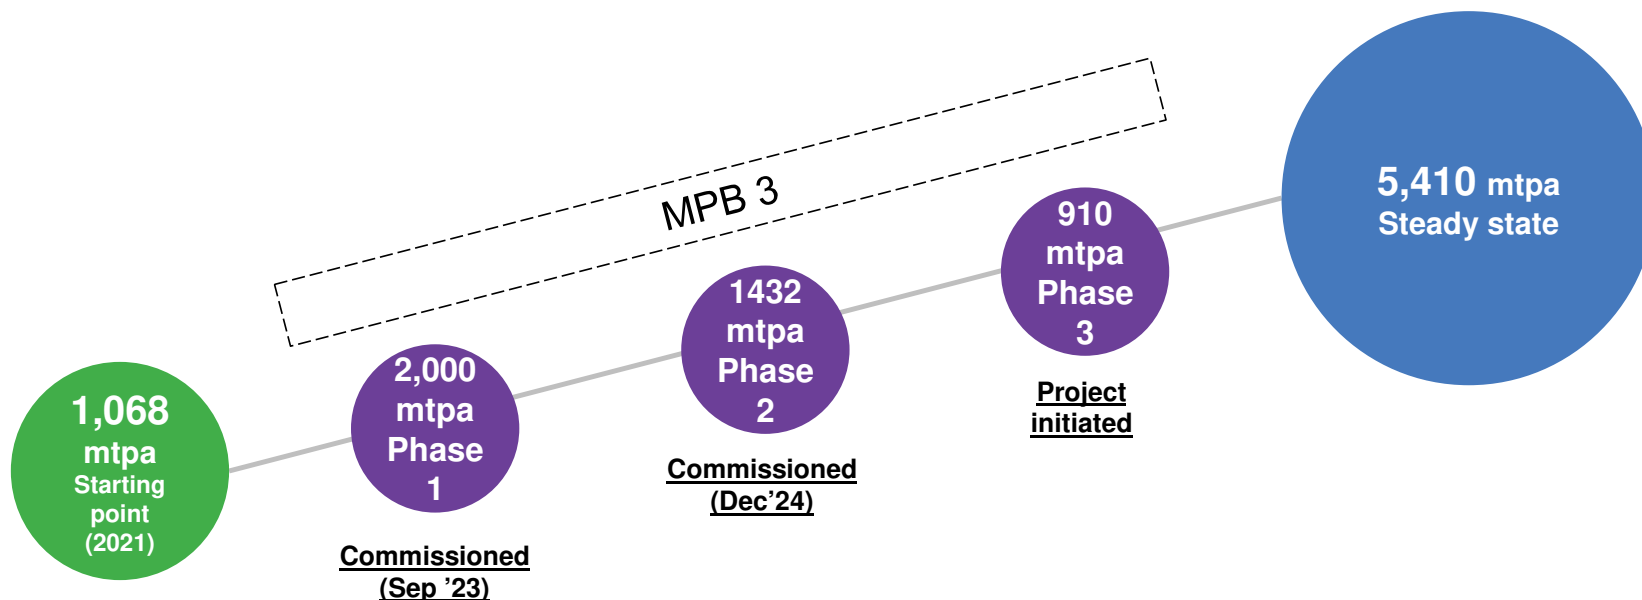 1,068
mtpa
Starting
point
(2021)
2,000
mtpa
Phase
1
Commissioned
(Sep ’23)
MPB 3
1432
mtpa
Phase
2
Commissioned
(Dec’24)
910
mtpa
Phase
3
Project
initiated
5,410 mtpa
Steady state